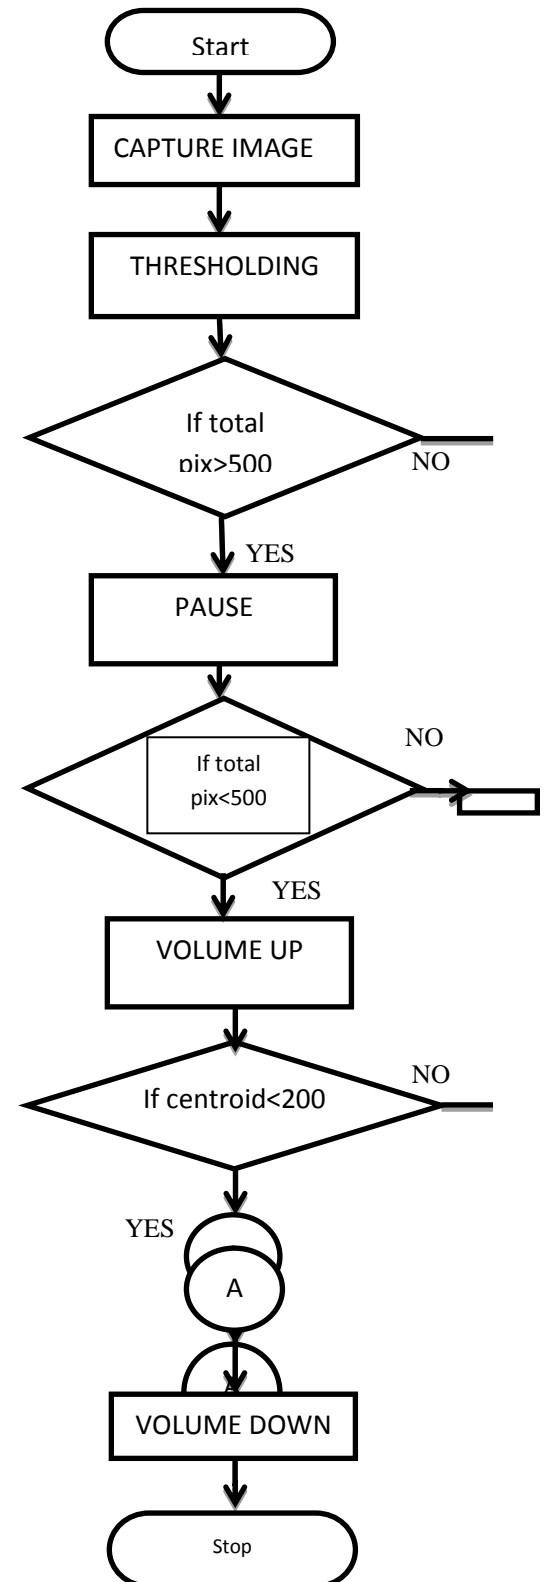 Start
CAPTURE IMAGE
THRESHOLDING
If total
pix>500
NO
YES
PAUSE
NO
If total
pix<500
YES
VOLUME UP
NO
If centroid<200
YES
A
A
VOLUME DOWN
Stop